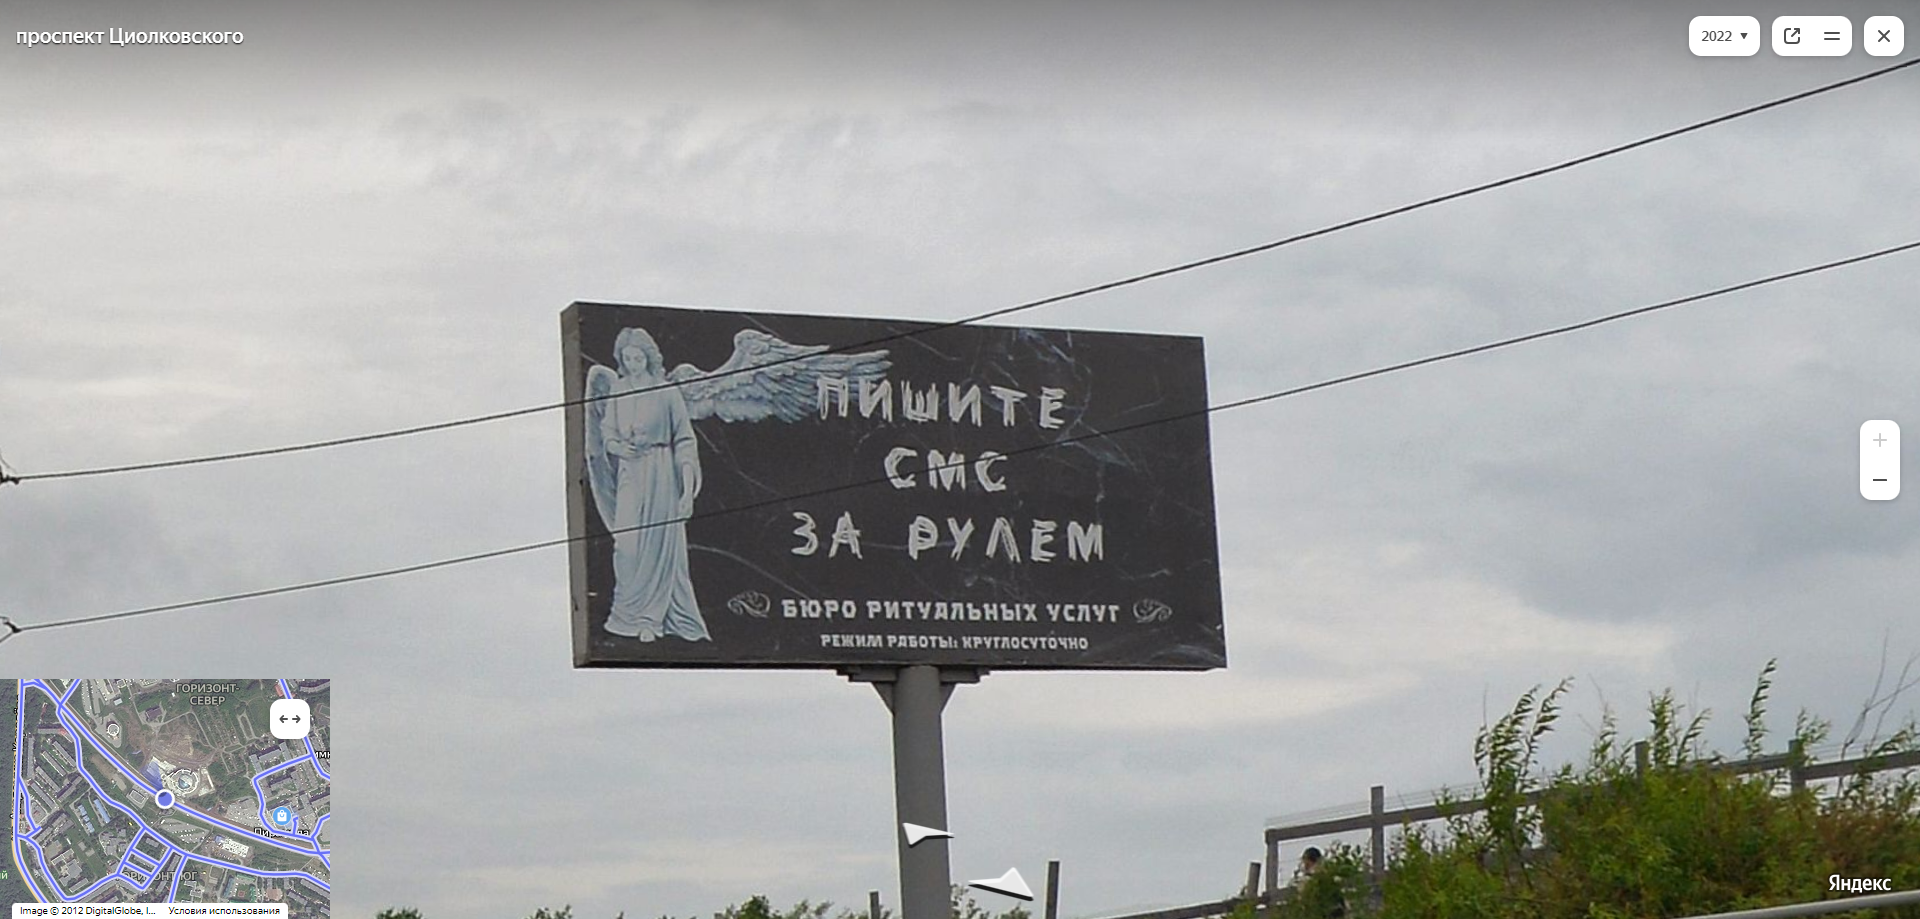 проспект Циолковского
2022
ПИШИТЕ
СМС
ЗА РУЛЕМ
БЮРО РИТУАЛЬНЫХ УСЛУГ
РЕЖИМ РАБОТЫ: КРУГЛОСУТОЧНО
ГОРИЗОНТ-
СЕВЕР
Яндекс
Image © 2012 DigitalGlobe, I...
Условия использования